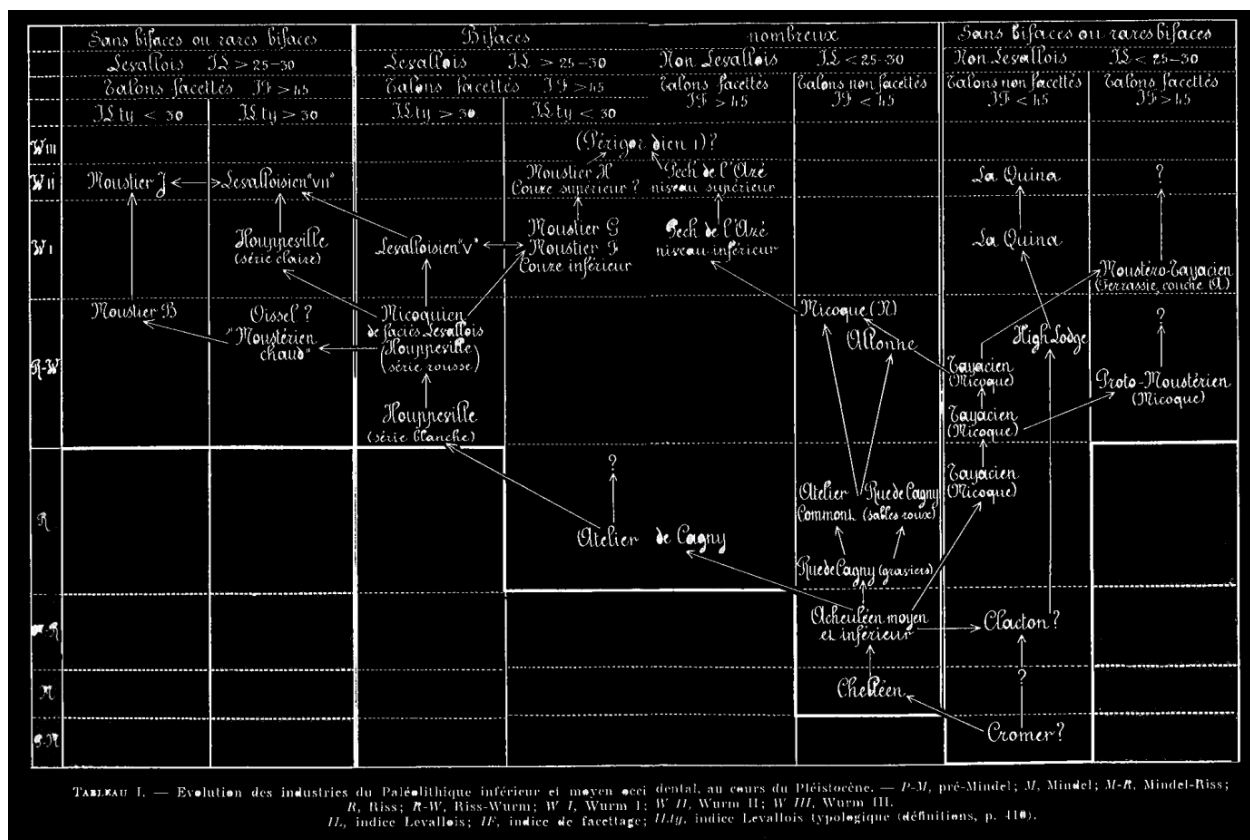 Sans bifaces ou rares bifaces
Bifaces nombreux
Sans bifaces ou rares bifaces
Levallois IL > 25-30
Levallois IL > 25-30
Non Levallois IL < 25-30
Non Levallois IL < 25-30
Talons facettés IF > 45
Talons facettés IF > 45
Talons facettés
IF > 45
Talons non facettés
IF < 45
Talons non facettés
IF < 45
Talons facettés
IF > 45
ILty < 30
ILty > 30
ILty > 30
ILty < 30
W III
(Périgordien I)?
W II
Moustier J
Levalloisien "VII"
Moustier H
Couze supérieur ?
Pech de l'Azé
niveau supérieur
La Quina
?
W I
Houppeville
(série claire)
Levalloisien "V"
Moustier G
Moustier F
Couze inférieur
Pech de l'Azé
niveau inférieur
La Quina
Moustéro-Tayacien
(Ferrassie couche A)
R-W
Moustier B
Oissel ?
"Moustérien
chaud"
Micoquien
de faciès Levallois
(Houppeville
série rousse)
Houppeville
(série blanche)
Micoque (N)
Allonne
High Lodge
Tayacien
(Micoque)
Tayacien
(Micoque)
?
Proto-Moustérien
(Micoque)
R
?
Atelier de Cagny
Atelier
Commont
Rue de Cagny
(sables roux)
Rue de Cagny (graviers)
Tayacien
(Micoque)
M-R
Acheuléen moyen
et inférieur
Clacton ?
M
Chelléen
?
P-M
Cromer ?
TABLEAU I. — Evolution des industries du Paléolithique inférieur et moyen occi dental, au cours du Pléistocène. — P-M, pré-Mindel; M, Mindel; M-R, Mindel-Riss;
R, Riss; R-W, Riss-Wurm; W I, Wurm I; W II, Wurm II; W III, Wurm III.
IL, indice Levallois; IF, indice de facettage; ILty, indice Levallois typologique (définitions, p. 410).